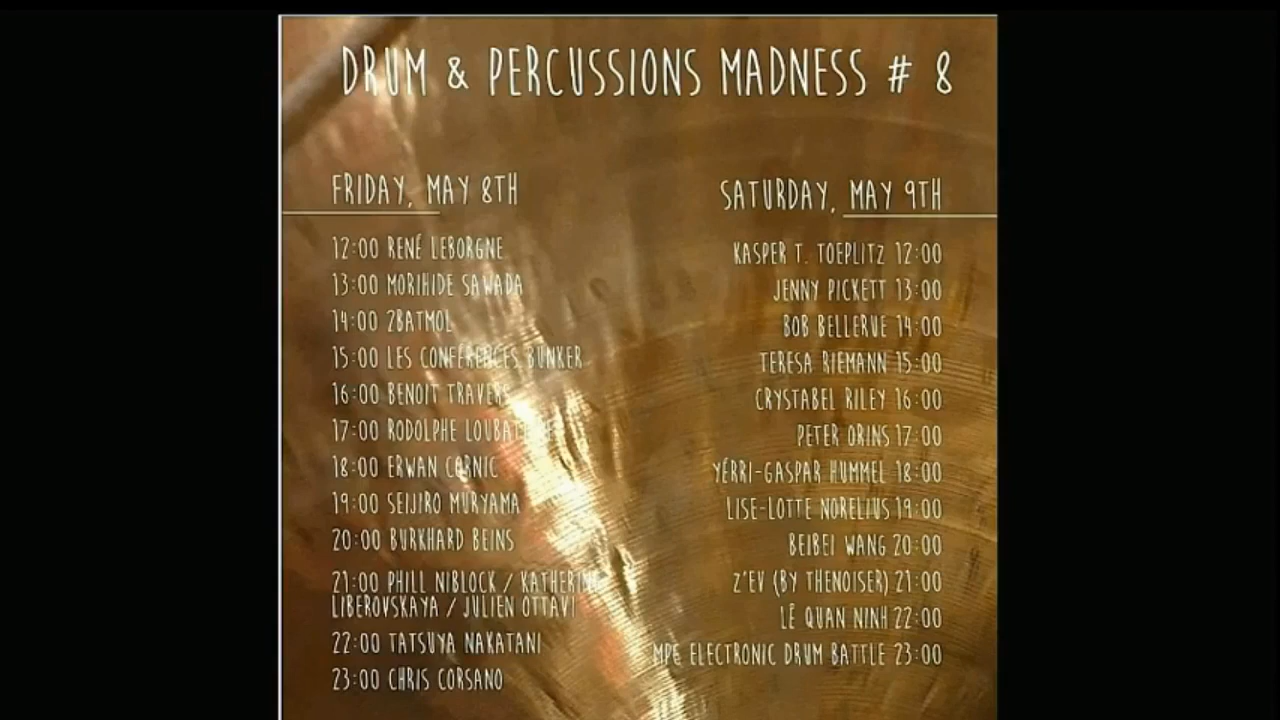 DRUM & PERCUSSIONS MADNESS # 8
FRIDAY, MAY 8TH
12:00 RENÉ LEBORGNE
13:00 MORIHIDE SAWADA
14:00 2BATMOL
15:00 LES CONFÉRENCES BUNKER
16:00 BENOIT TRAVERS
17:00 RODOLPHE
18:00 ERWAN CORNIC
19:00 SEIJIRO MURYAMA
20:00 BURKHARD BEINS
21:00 PHILL NIBLOCK / KATHERINE
LIBEROVSKAYA / JULIEN OTTAVI
22:00 TATSUYA NAKATANI
23:00 CHRIS CORSANO
SATURDAY, MAY 9TH
KASPER T. TOEPLITZ 12:00
JENNY PICKETT 13:00
BOB BELLERUE 14:00
TERESA RIEMANN 15:00
CRYSTABEL RILEY 16:00
PETER ORINS 17:00
YÉRRI-GASPAR HUMMEL 18:00
LISE-LOTTE NORELIUS 19:00
BEIBEI WANG 20:00
Z'EV (BY THENOISER) 21:00
LÊ QUAN NINH 22:00
MPE ELECTRONIC DRUM BATTLE 23:00